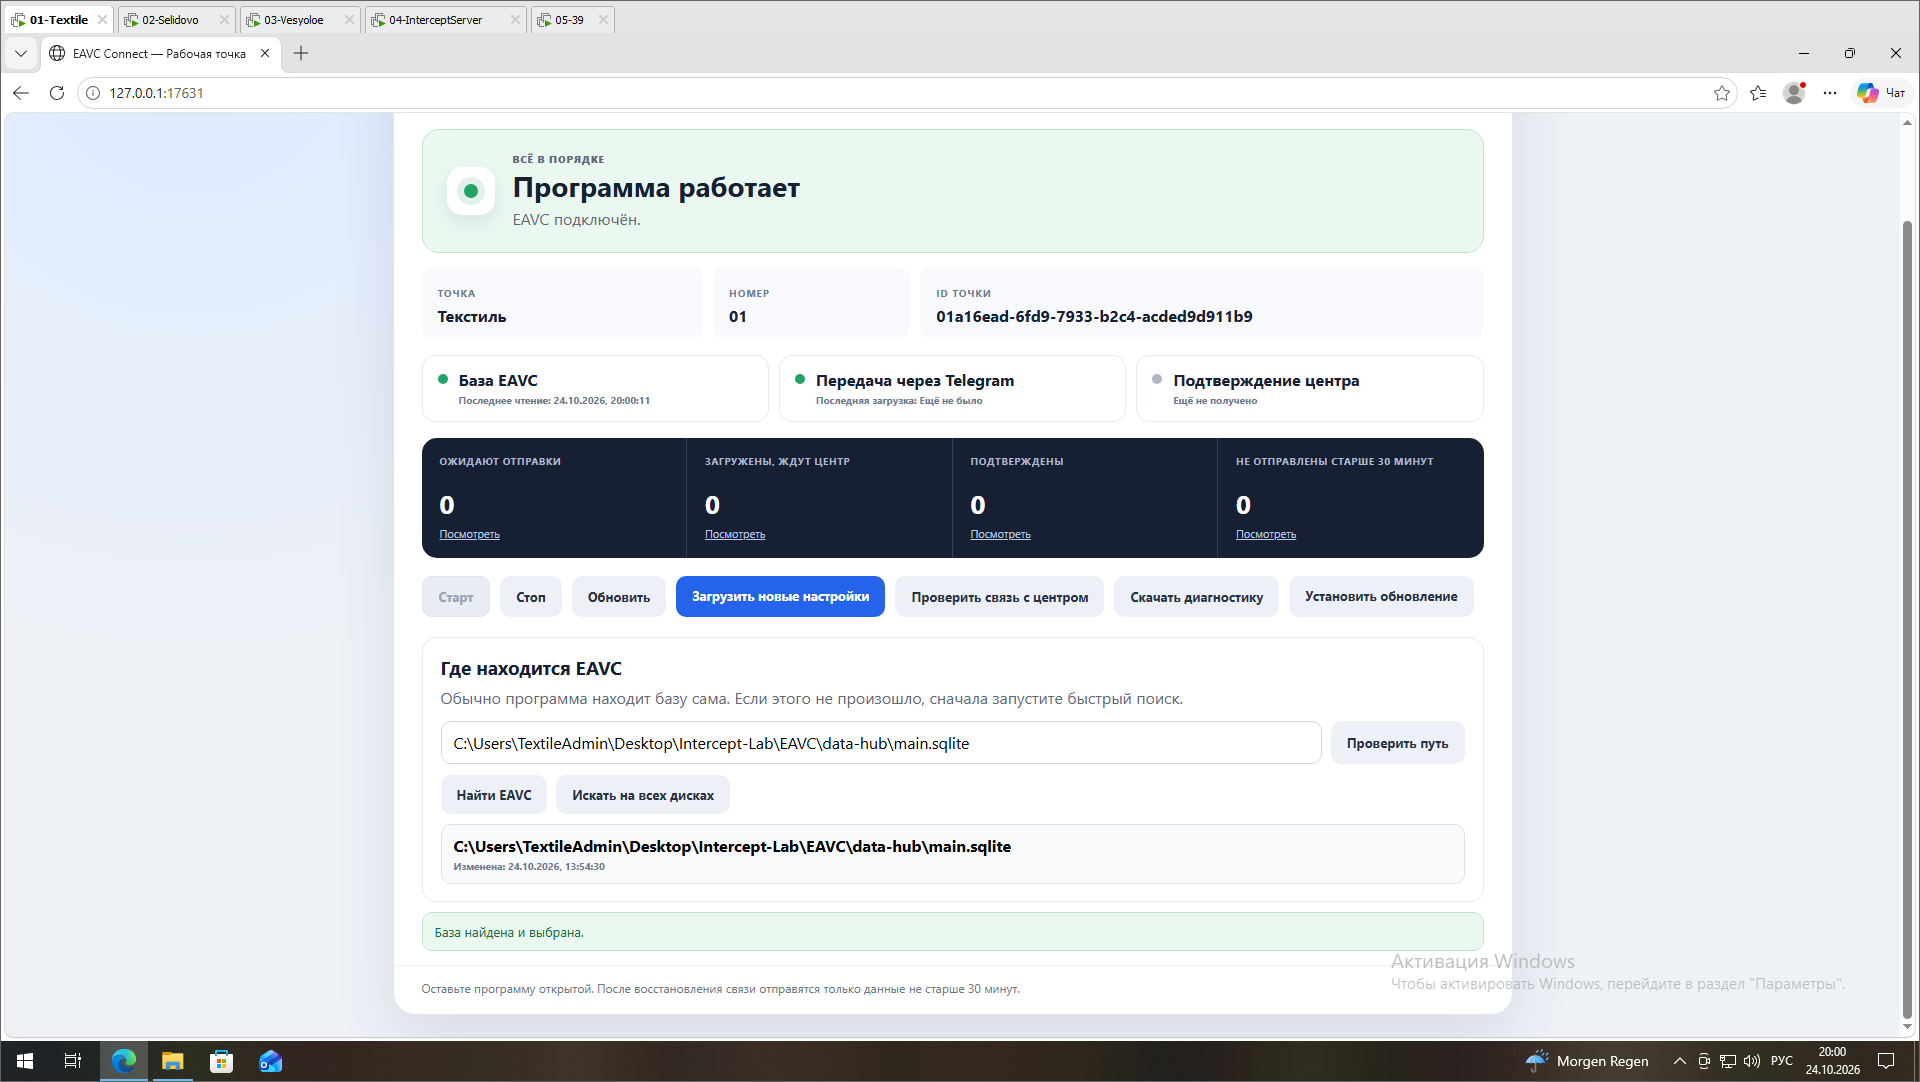 01-Textile
02-Selidovo
03-Vesyoloe
04-InterceptServer
05-39
EAVC Connect — Рабочая точка
127.0.0.1:17631
Чат
ВСЁ В ПОРЯДКЕ
Программа работает
EAVC подключён.
ТОЧКА
Текстиль
НОМЕР
01
ID ТОЧКИ
01a16ead-6fd9-7933-b2c4-acded9d911b9
База EAVC
Последнее чтение: 24.10.2026, 20:00:11
Передача через Telegram
Последняя загрузка: Ещё не было
Подтверждение центра
Ещё не получено
ОЖИДАЮТ ОТПРАВКИ
0
Посмотреть
ЗАГРУЖЕНЫ, ЖДУТ ЦЕНТР
0
Посмотреть
ПОДТВЕРЖДЕНЫ
0
Посмотреть
НЕ ОТПРАВЛЕНЫ СТАРШЕ 30 МИНУТ
0
Посмотреть
Старт
Стоп
Обновить
Загрузить новые настройки
Проверить связь с центром
Скачать диагностику
Установить обновление
Где находится EAVC
Обычно программа находит базу сама. Если этого не произошло, сначала запустите быстрый поиск.
C:\Users\TextileAdmin\Desktop\Intercept-Lab\EAVC\data-hub\main.sqlite
Проверить путь
Найти EAVC
Искать на всех дисках
C:\Users\TextileAdmin\Desktop\Intercept-Lab\EAVC\data-hub\main.sqlite
Изменена: 24.10.2026, 13:54:30
База найдена и выбрана.
Оставьте программу открытой. После восстановления связи отправятся только данные не старше 30 минут.
Активация Windows
Чтобы активировать Windows, перейдите в раздел "Параметры".
Morgen Regen
РУС
20:00
24.10.2026